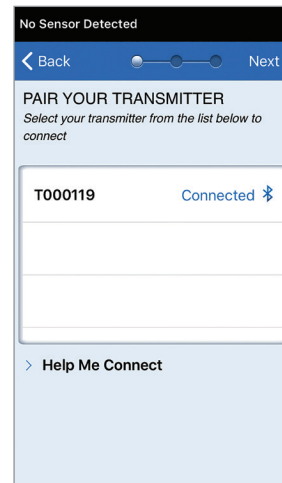 No Sensor Detected
Back Next
PAIR YOUR TRANSMITTER
Select your transmitter from the list below to
connect
T000119 Connected
Help Me Connect